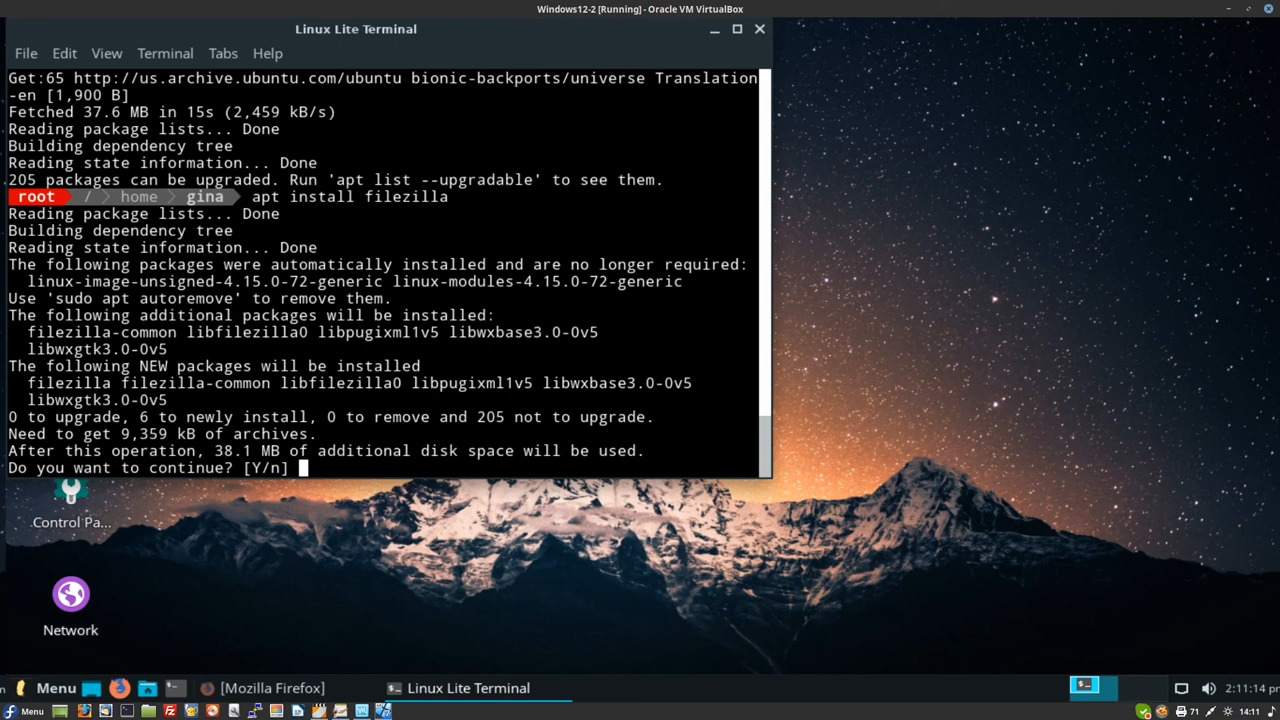 Windows12-2 [Running] - Oracle VM VirtualBox
Linux Lite Terminal
File Edit View Terminal Tabs Help
Get:65 http://us.archive.ubuntu.com/ubuntu bionic-backports/universe Translation
-en [1,900 B]
Fetched 37.6 MB in 15s (2,459 kB/s)
Reading package lists... Done
Building dependency tree
Reading state information... Done
205 packages can be upgraded. Run 'apt list --upgradable' to see them.
root / home gina apt install filezilla
Reading package lists... Done
Building dependency tree
Reading state information... Done
The following packages were automatically installed and are no longer required:
linux-image-unsigned-4.15.0-72-generic linux-modules-4.15.0-72-generic
Use 'sudo apt autoremove' to remove them.
The following additional packages will be installed:
filezilla-common libfilezilla0 libpugixml1v5 libwxbase3.0-0v5
libwxgtk3.0-0v5
The following NEW packages will be installed
filezilla filezilla-common libfilezilla0 libpugixml1v5 libwxbase3.0-0v5
libwxgtk3.0-0v5
0 to upgrade, 6 to newly install, 0 to remove and 205 not to upgrade.
Need to get 9,359 kB of archives.
After this operation, 38.1 MB of additional disk space will be used.
Do you want to continue? [Y/n]
Control Pa...
Network
Menu [Mozilla Firefox] Linux Lite Terminal 2:11:14 pm
Menu 71 14:11